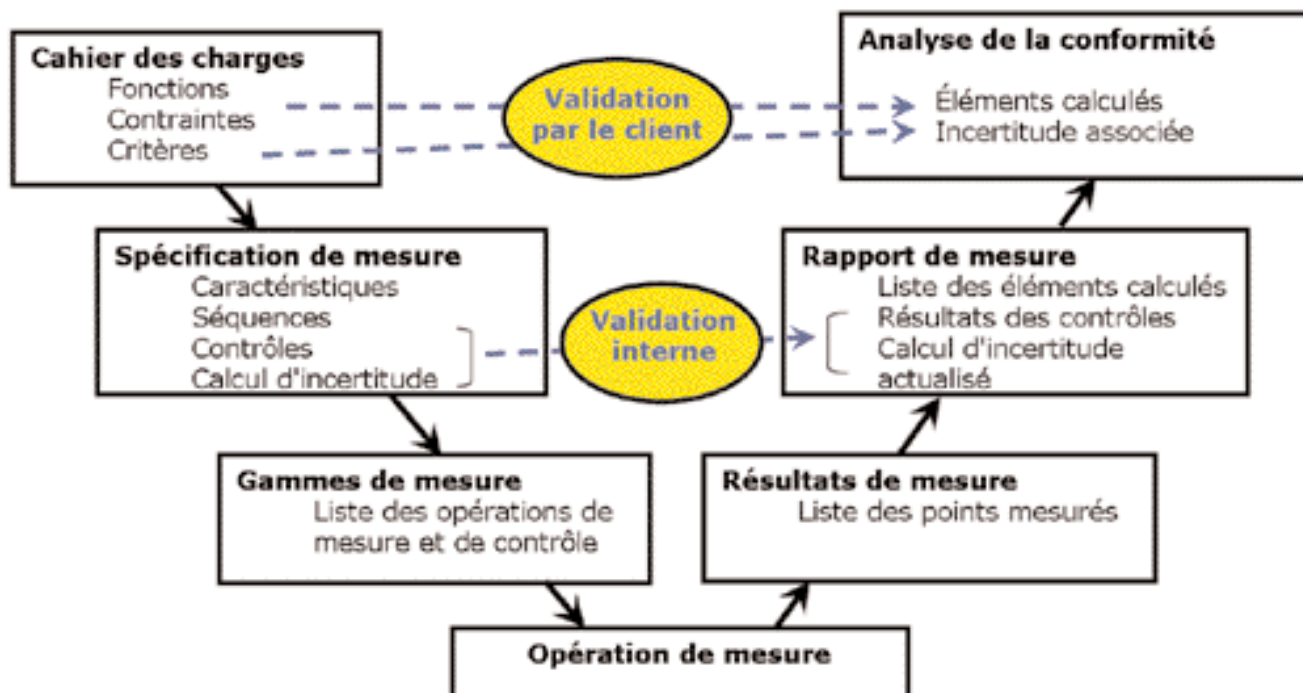 Cahier des charges
Fonctions
Contraintes
Critères
Validation
par le client
Analyse de la conformité
Éléments calculés
Incertitude associée
Spécification de mesure
Caractéristiques
Séquences
Contrôles
Calcul d'incertitude
Validation
interne
Rapport de mesure
Liste des éléments calculés
Résultats des contrôles
Calcul d'incertitude
actualisé
Gammes de mesure
Liste des opérations de
mesure et de contrôle
Résultats de mesure
Liste des points mesurés
Opération de mesure